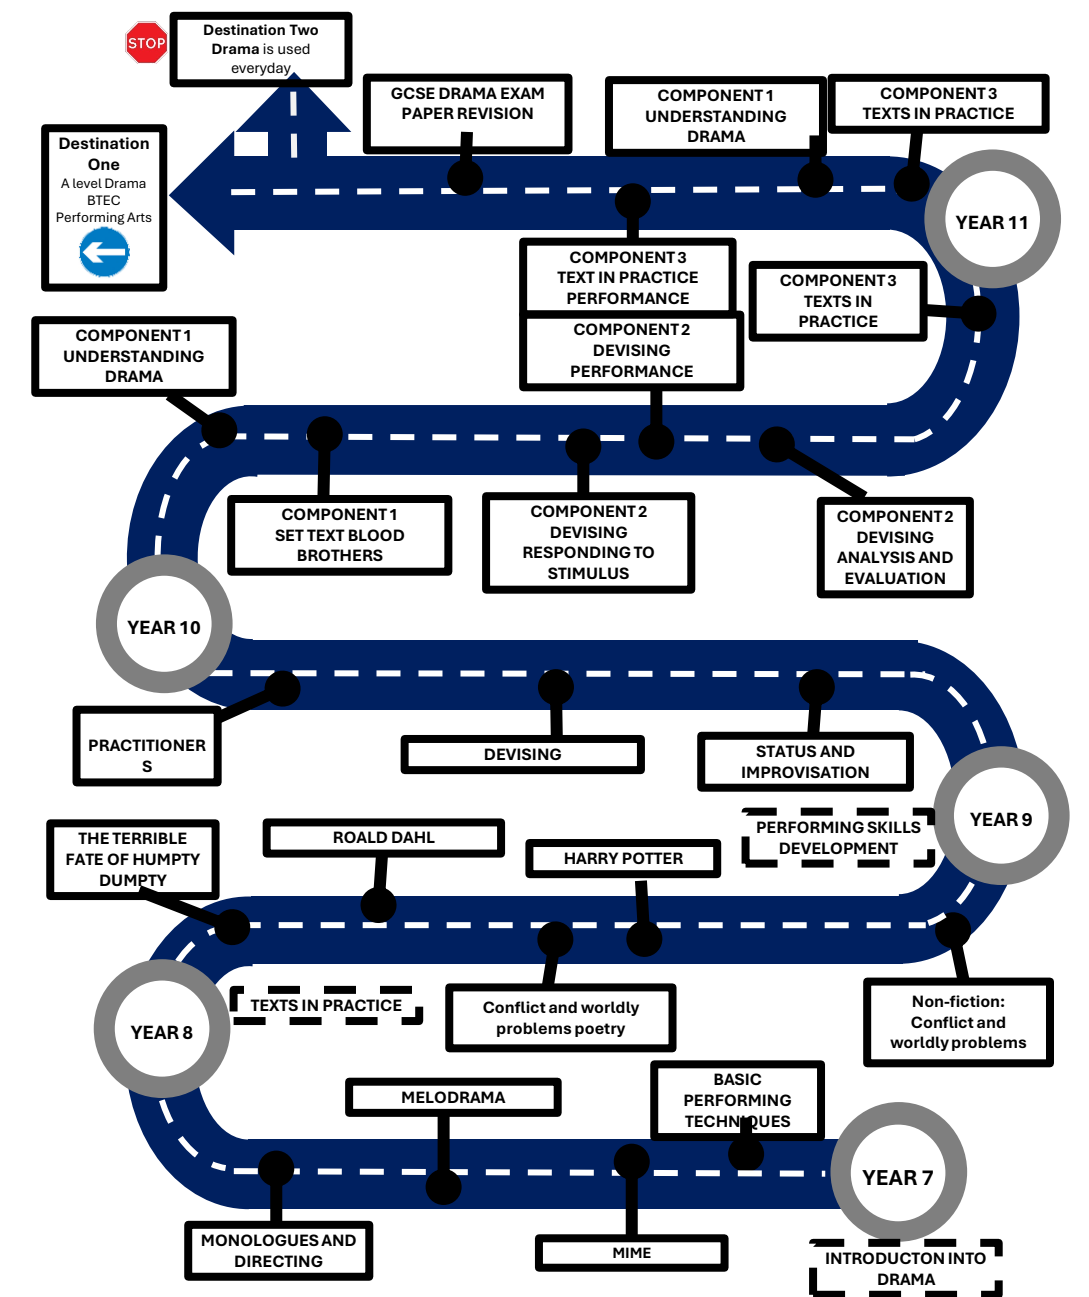 STOP
Destination Two
Drama is used
everyday
GCSE DRAMA EXAM
PAPER REVISION
COMPONENT 1
UNDERSTANDING
DRAMA
COMPONENT 3
TEXTS IN PRACTICE
Destination
One
A level Drama
BTEC
Performing Arts
YEAR 11
COMPONENT 3
TEXT IN PRACTICE
PERFORMANCE
COMPONENT 3
TEXTS IN
PRACTICE
COMPONENT 1
UNDERSTANDING
DRAMA
COMPONENT 2
DEVISING
PERFORMANCE
COMPONENT 1
SET TEXT BLOOD
BROTHERS
COMPONENT 2
DEVISING
RESPONDING TO
STIMULUS
COMPONENT 2
DEVISING
ANALYSIS AND
EVALUATION
YEAR 10
PRACTITIONER
S
DEVISING
STATUS AND
IMPROVISATION
YEAR 9
PERFORMING SKILLS
DEVELOPMENT
THE TERRIBLE
FATE OF HUMPTY
DUMPTY
ROALD DAHL
HARRY POTTER
YEAR 8
TEXTS IN PRACTICE
Conflict and worldly
problems poetry
Non-fiction:
Conflict and
worldly problems
MELODRAMA
BASIC
PERFORMING
TECHNIQUES
YEAR 7
MONOLOGUES AND
DIRECTING
MIME
INTRODUCTON INTO
DRAMA